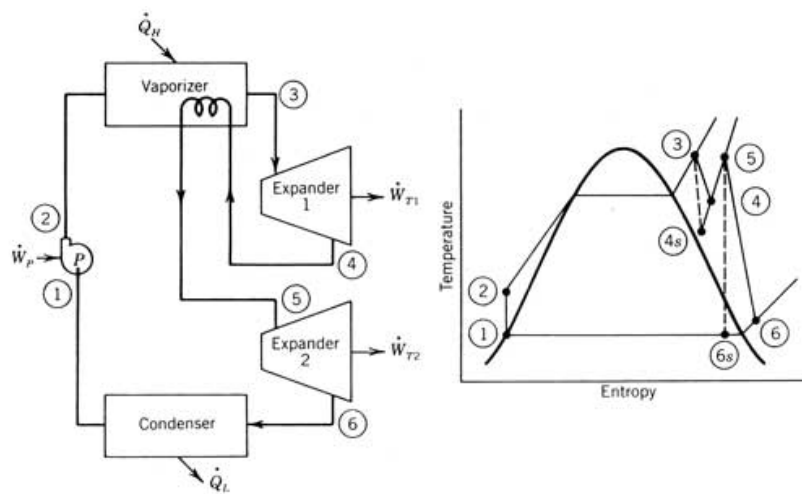 Q̇H
Vaporizer
3
Expander
1
ẆT1
2
ẆP
P
4
1
5
Expander
2
ẆT2
6
Condenser
Q̇L
Temperature
3
5
4
4s
2
1
6
6s
Entropy